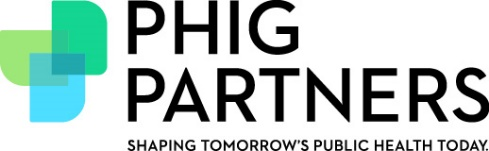 PHIG
PARTNERS
SHAPING TOMORROW'S PUBLIC HEALTH TODAY.